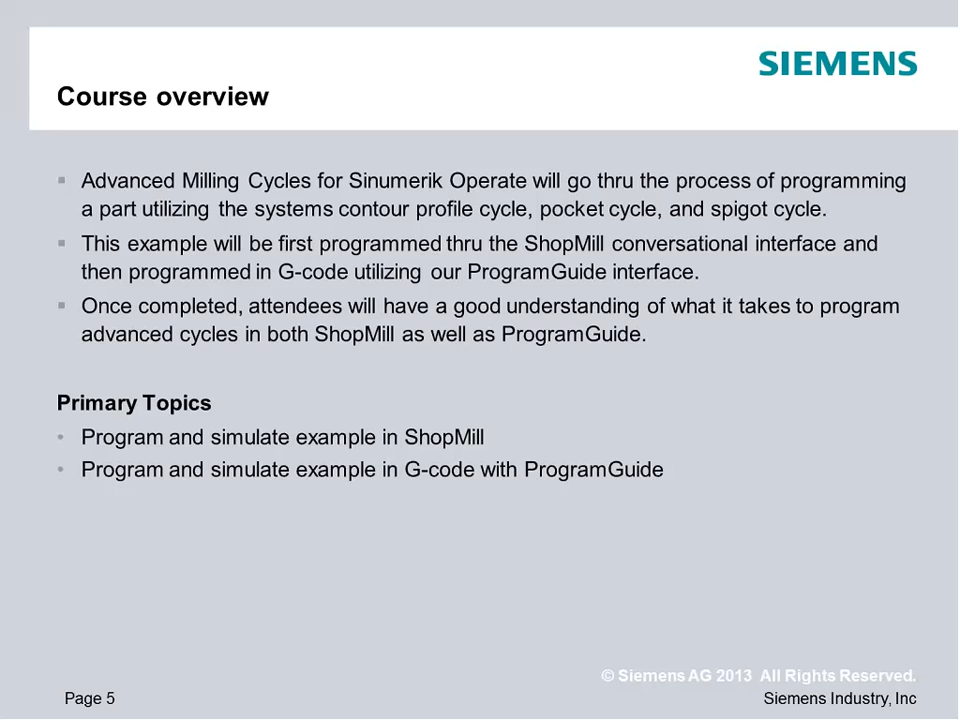 SIEMENS
Course overview
Advanced Milling Cycles for Sinumerik Operate will go thru the process of programming
a part utilizing the systems contour profile cycle, pocket cycle, and spigot cycle.
This example will be first programmed thru the ShopMill conversational interface and
then programmed in G-code utilizing our ProgramGuide interface.
Once completed, attendees will have a good understanding of what it takes to program
advanced cycles in both ShopMill as well as ProgramGuide.
Primary Topics
Program and simulate example in ShopMill
Program and simulate example in G-code with ProgramGuide
© Siemens AG 2013 All Rights Reserved.
Page 5
Siemens Industry, Inc